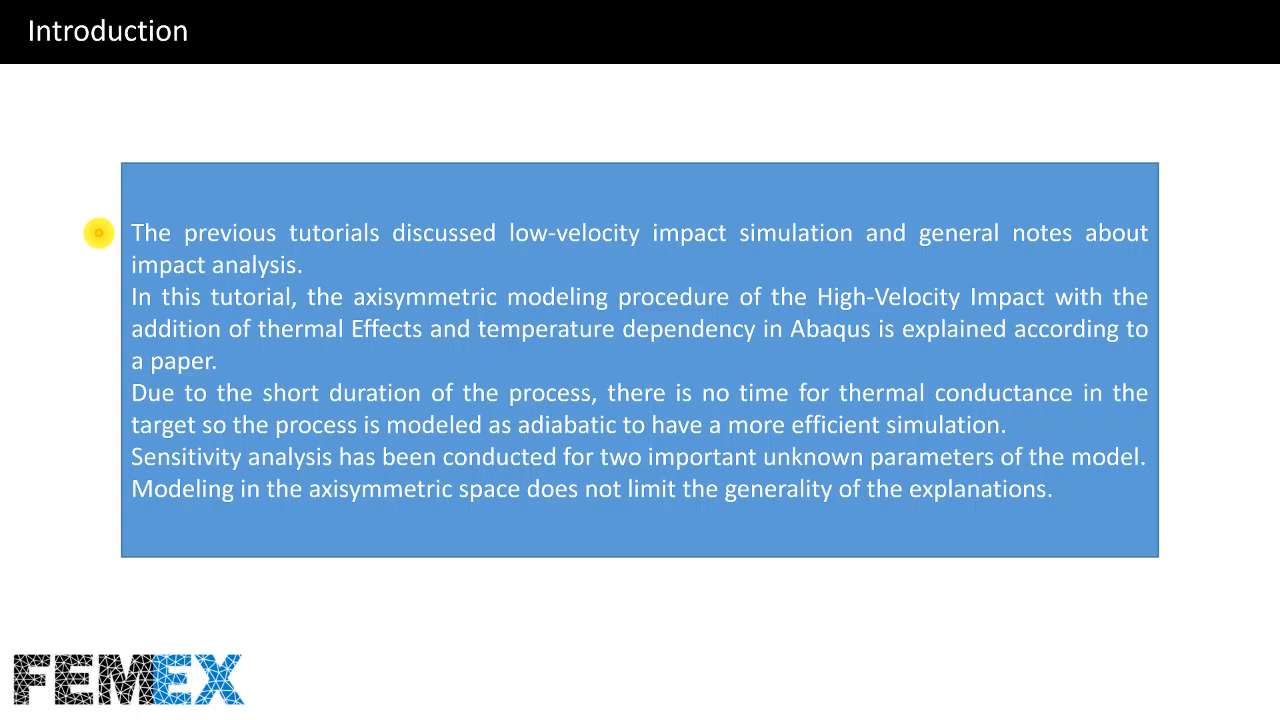 Introduction
The previous tutorials discussed low-velocity impact simulation and general notes about
impact analysis.
In this tutorial, the axisymmetric modeling procedure of the High-Velocity Impact with the
addition of thermal Effects and temperature dependency in Abaqus is explained according to
a paper.
Due to the short duration of the process, there is no time for thermal conductance in the
target so the process is modeled as adiabatic to have a more efficient simulation.
Sensitivity analysis has been conducted for two important unknown parameters of the model.
Modeling in the axisymmetric space does not limit the generality of the explanations.
FEMEX